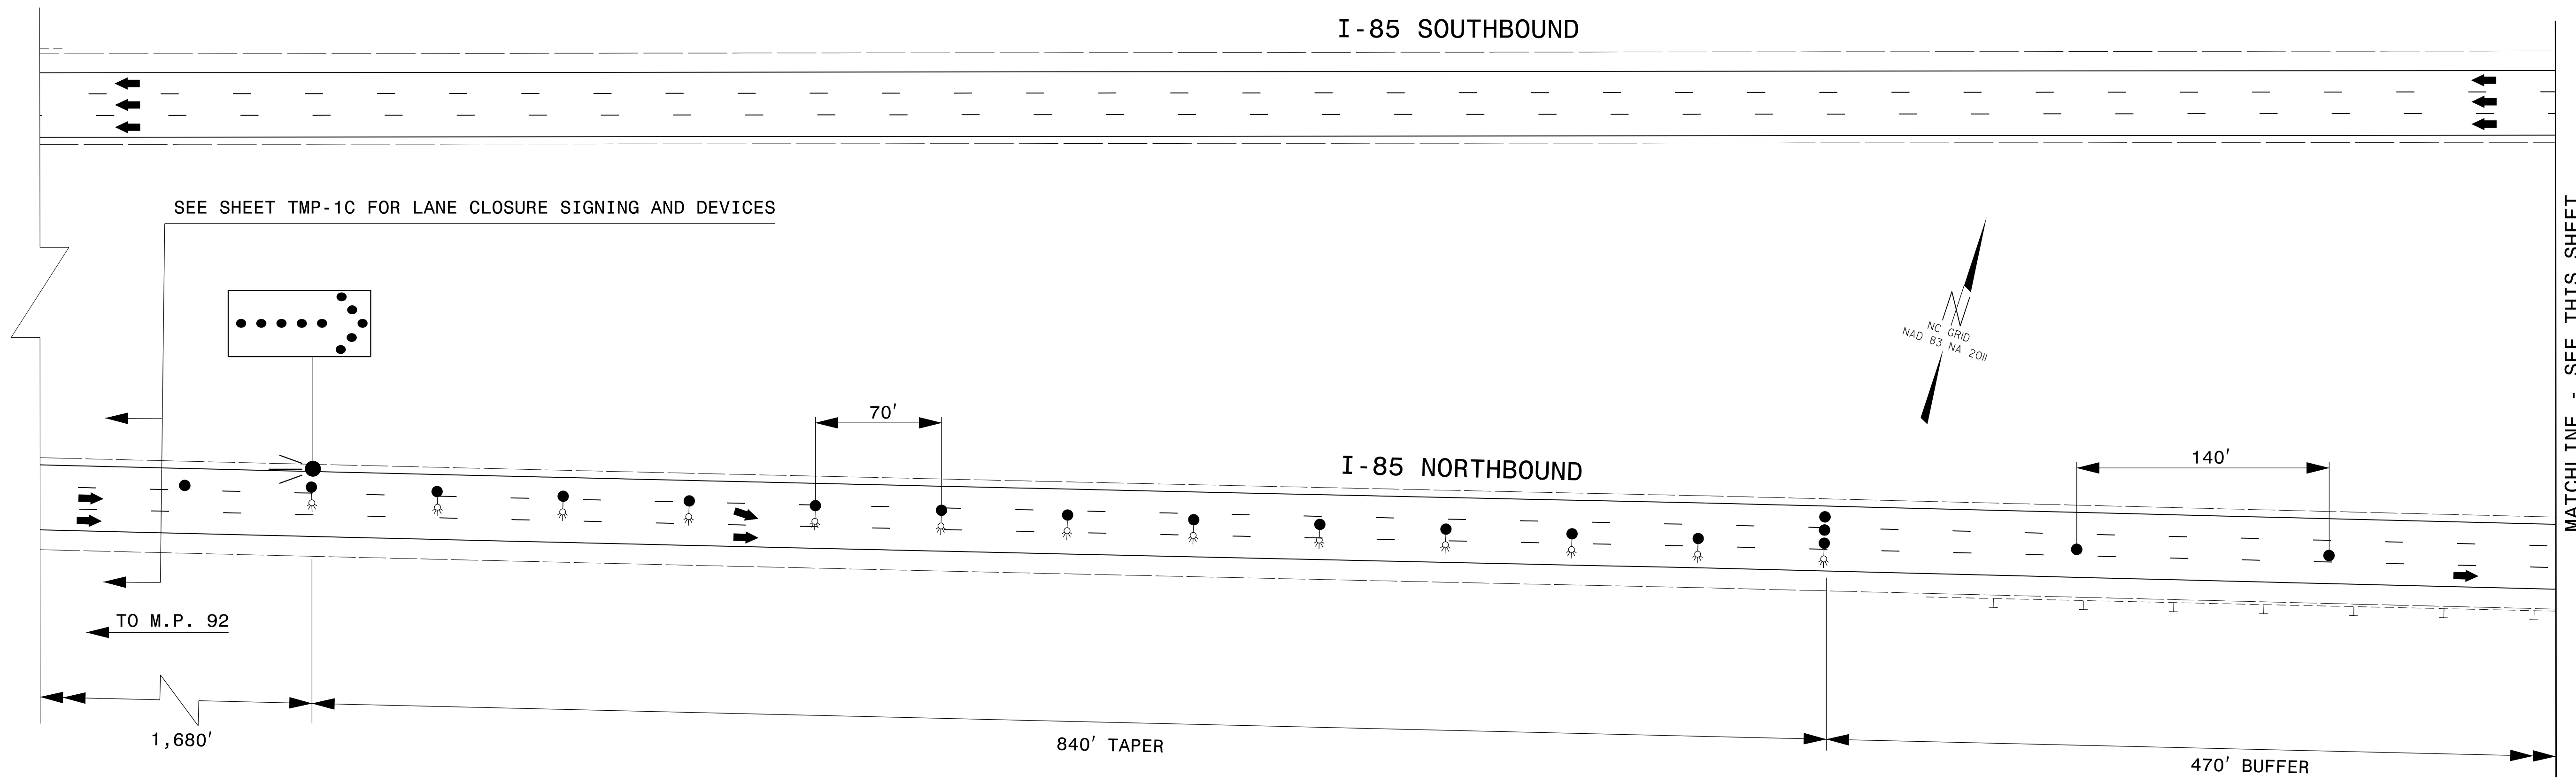 I-85 SOUTHBOUND
SEE SHEET TMP-1C FOR LANE CLOSURE SIGNING AND DEVICES
NC GRID
NAD 83 NA 2011
70'
I-85 NORTHBOUND
140'
TO M.P. 92
1,680'
840' TAPER
470' BUFFER
MATCHLINE - SEE THIS SHEET